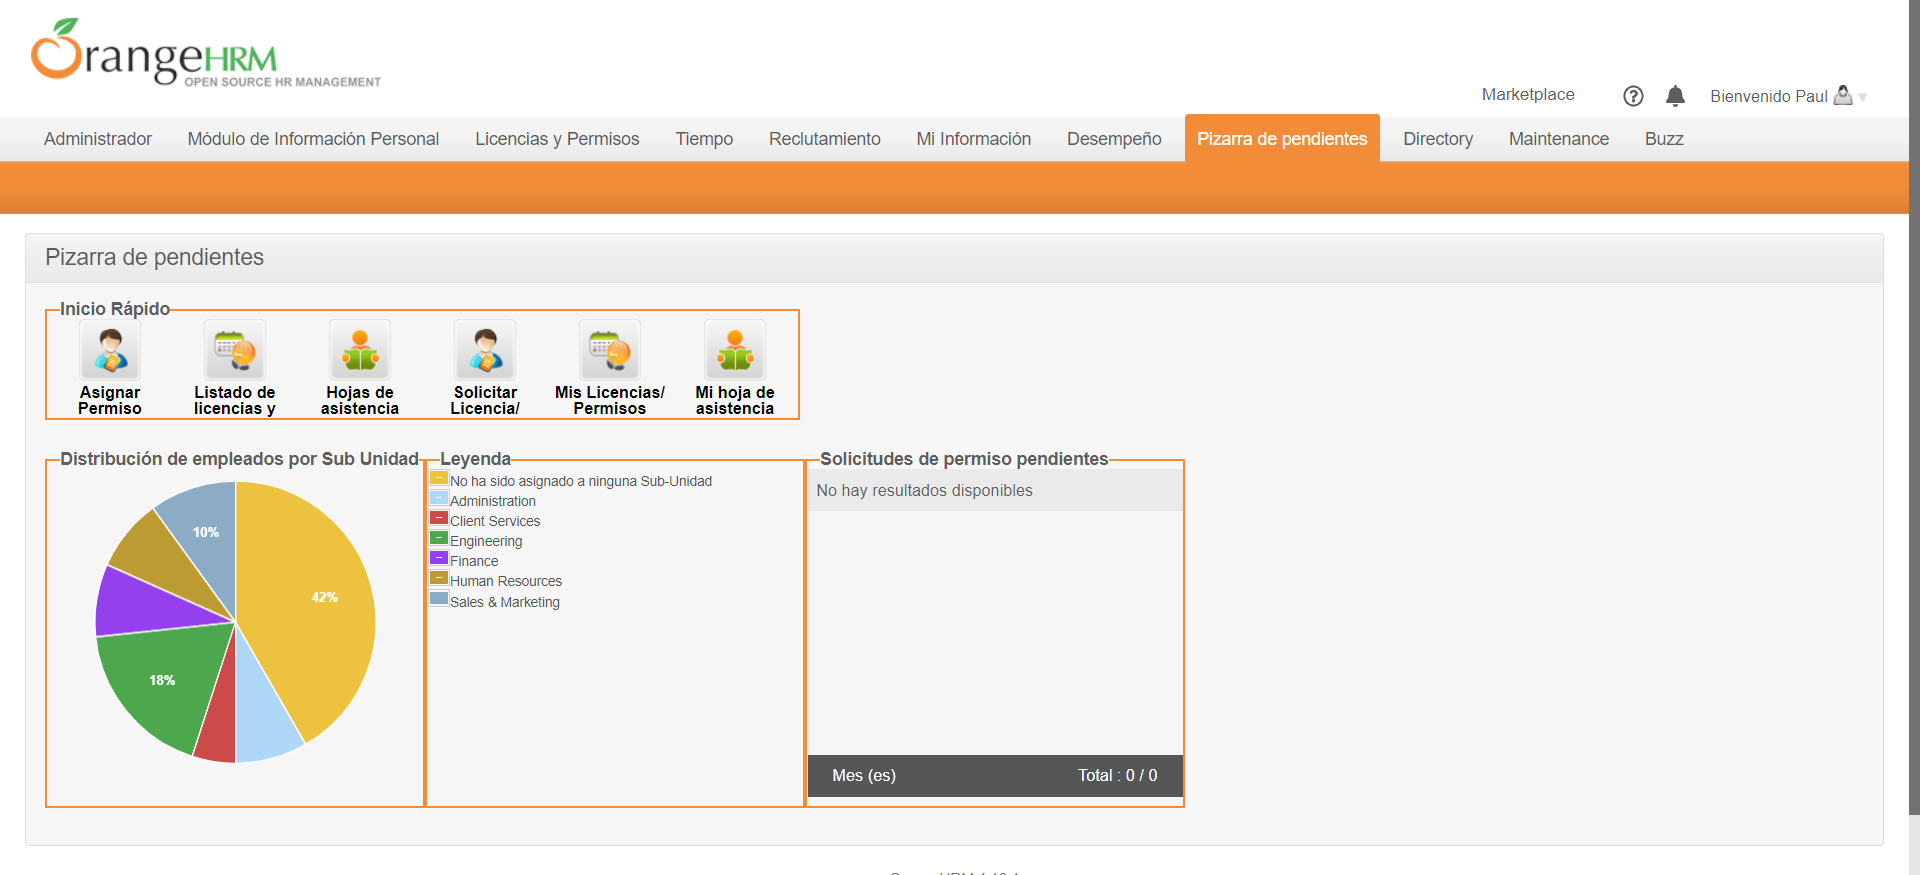 OrangeHRM
OPEN SOURCE HR MANAGEMENT
Marketplace
Bienvenido Paul
Administrador
Módulo de Información Personal
Licencias y Permisos
Tiempo
Reclutamiento
Mi Información
Desempeño
Pizarra de pendientes
Directory
Maintenance
Buzz
Pizarra de pendientes
Inicio Rápido
Asignar
Permiso
Listado de
licencias y
Hojas de
asistencia
Solicitar
Licencia/
Mis Licencias/
Permisos
Mi hoja de
asistencia
Distribución de empleados por Sub Unidad
10%
42%
18%
Leyenda
No ha sido asignado a ninguna Sub-Unidad
Administration
Client Services
Engineering
Finance
Human Resources
Sales & Marketing
Solicitudes de permiso pendientes
No hay resultados disponibles
Mes (es)
Total : 0 / 0